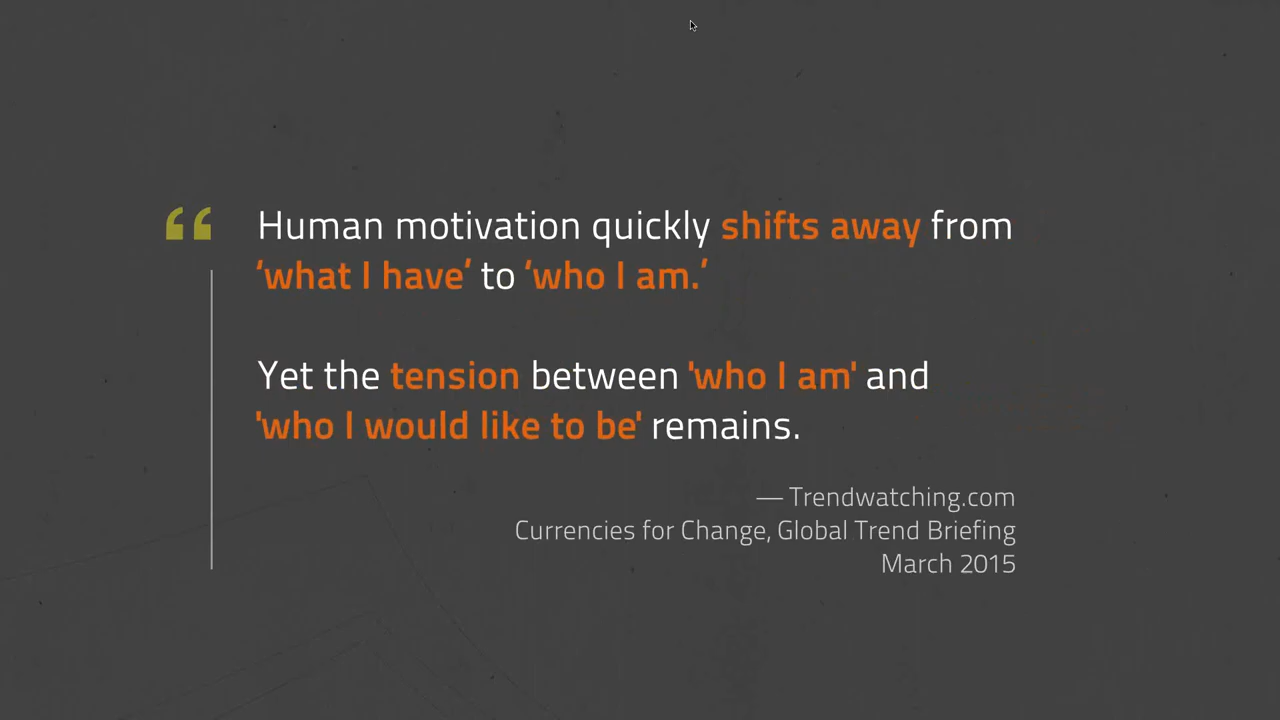 “
Human motivation quickly shifts away from
‘what I have’ to ‘who I am.’
Yet the tension between 'who I am' and
'who I would like to be' remains.
— Trendwatching.com
Currencies for Change, Global Trend Briefing
March 2015